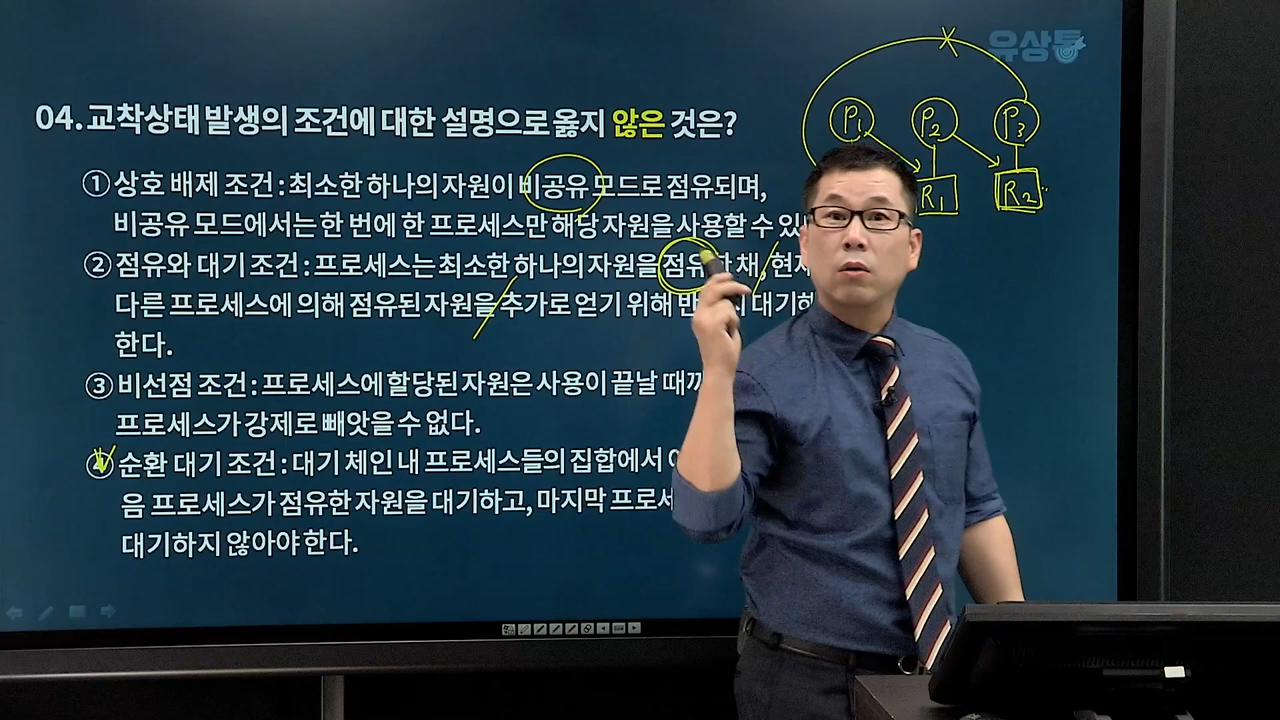 유상통
04. 교착상태 발생의 조건에 대한 설명으로 옳지 않은 것은?
P1 P2 P3
R1 R2
① 상호 배제 조건 : 최소한 하나의 자원이 비공유 모드로 점유되며,
비공유 모드에서는 한 번에 한 프로세스만 해당 자원을 사용할 수
② 점유와 대기 조건 : 프로세스는 최소한 하나의 자원을 점유한 채,
다른 프로세스에 의해 점유된 자원을 추가로 얻기 위해
한다.
③ 비선점 조건 : 프로세스에 할당된 자원은 사용이 끝날
프로세스가 강제로 빼앗을 수 없다.
④ 순환 대기 조건 : 대기 체인 내 프로세스들의 집합에서
음 프로세스가 점유한 자원을 대기하고, 마지막
대기하지 않아야 한다.